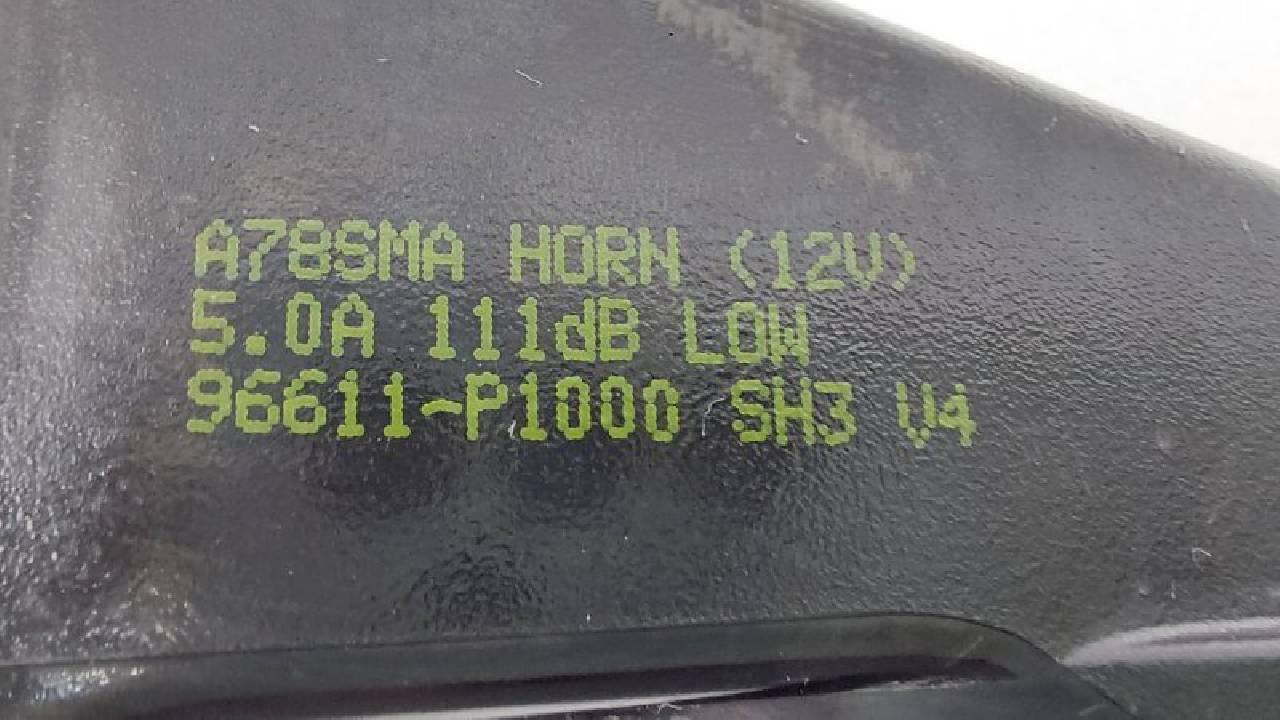 A78SMA HORN (12V)
5.0A 111dB LOW
96611-P1000 SH3 V4